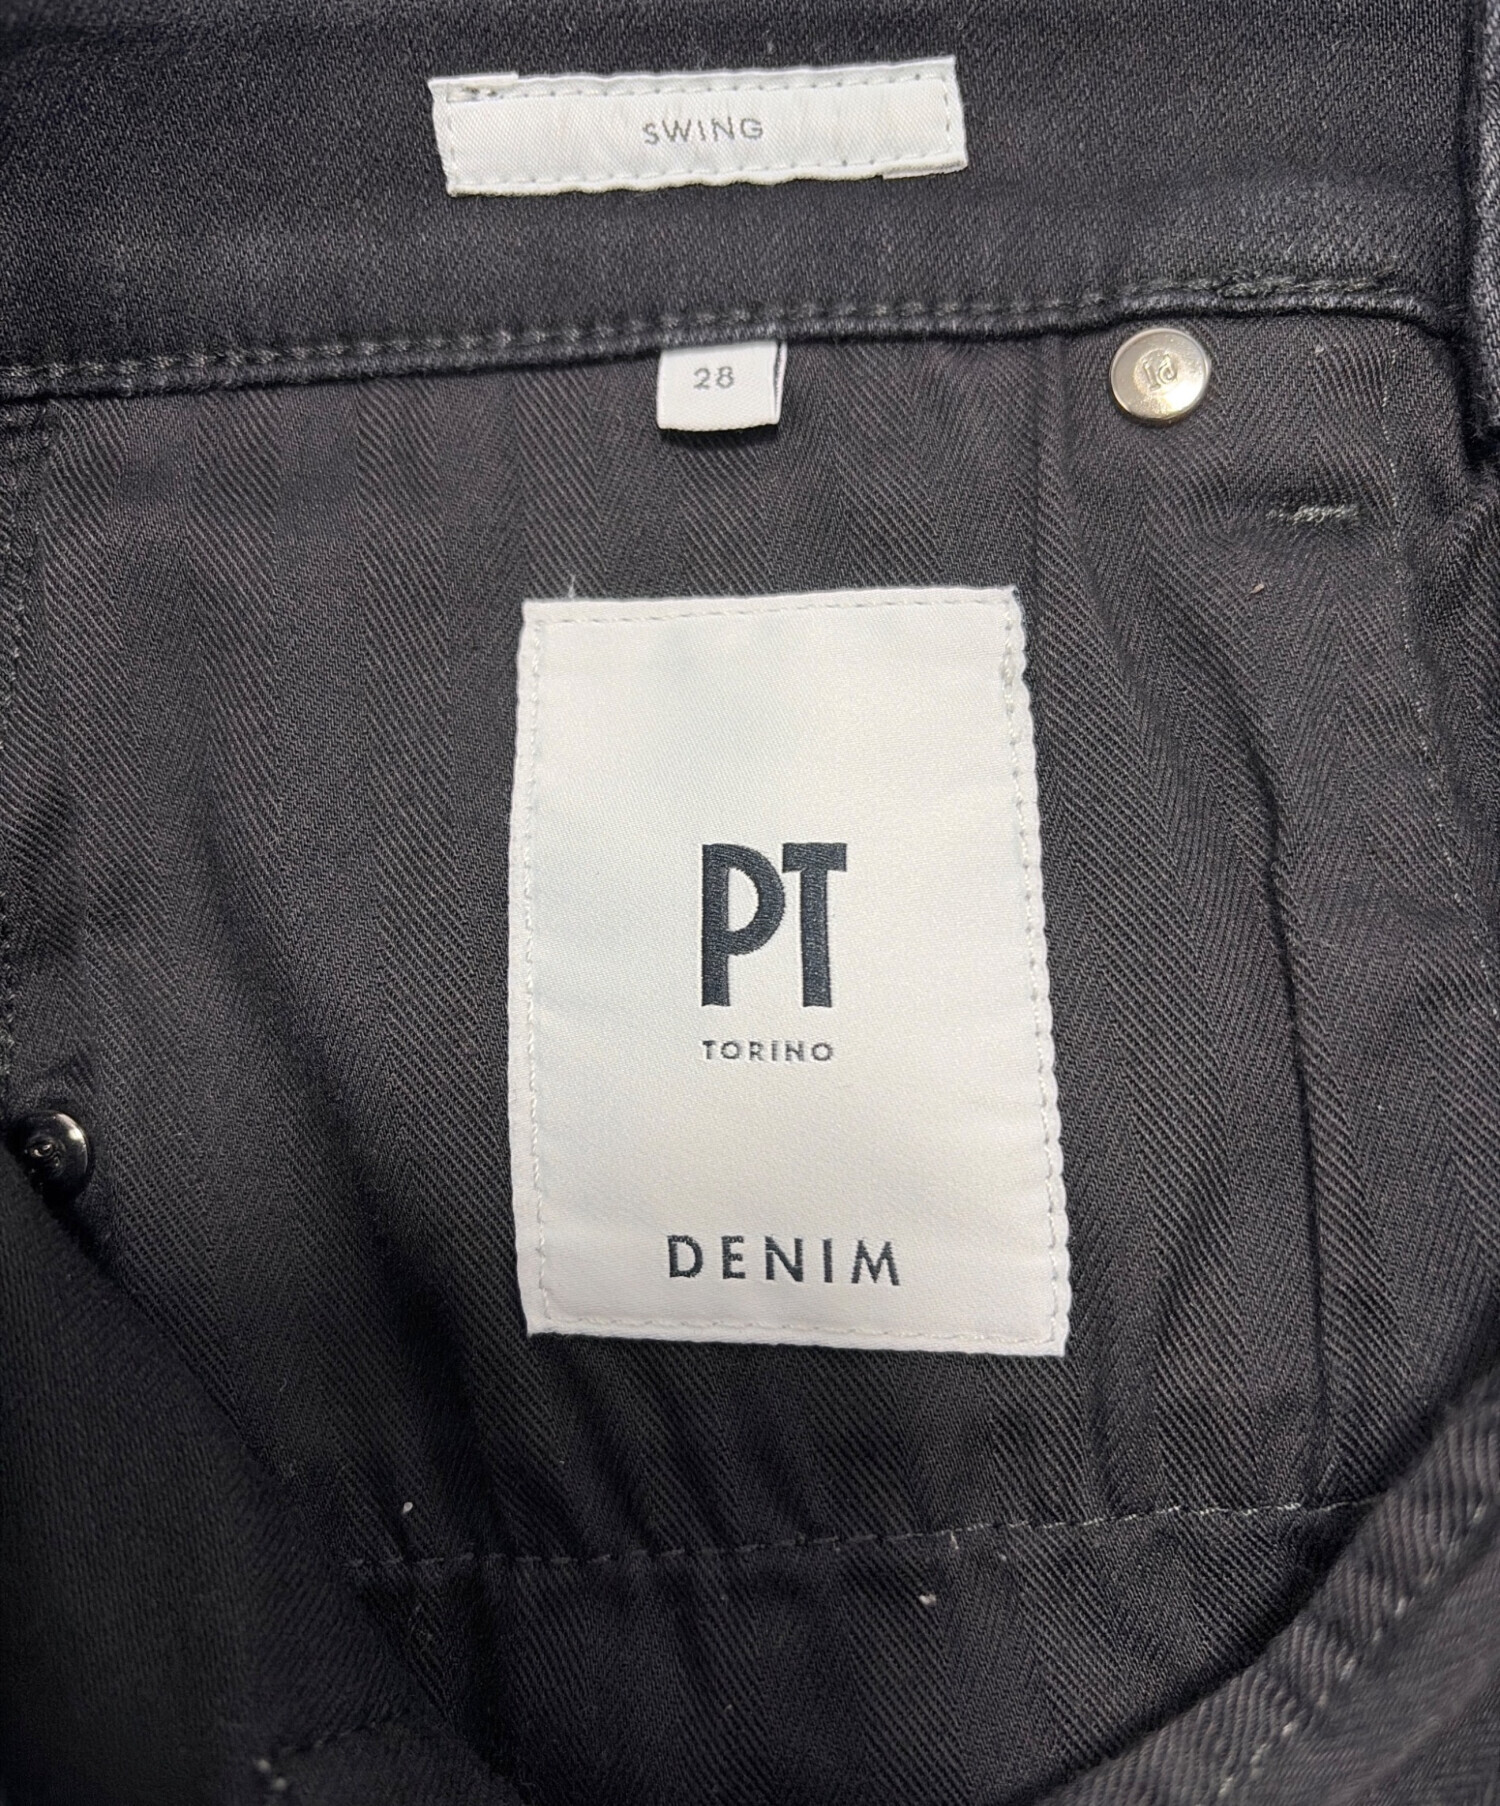 SWING
28
PT
TORINO
DENIM